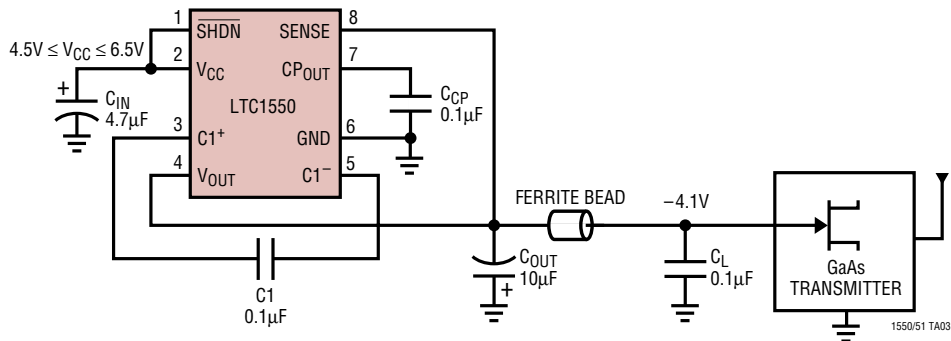 1
SHDN
SENSE
8
4.5V ≤ VCC ≤ 6.5V
2
VCC
CPOUT
7
+
CIN
4.7µF
LTC1550
CCP
0.1µF
3
C1+
GND
6
4
VOUT
C1−
5
FERRITE BEAD
−4.1V
COUT
10µF
+
CL
0.1µF
GaAs
TRANSMITTER
C1
0.1µF
1550/51 TA03